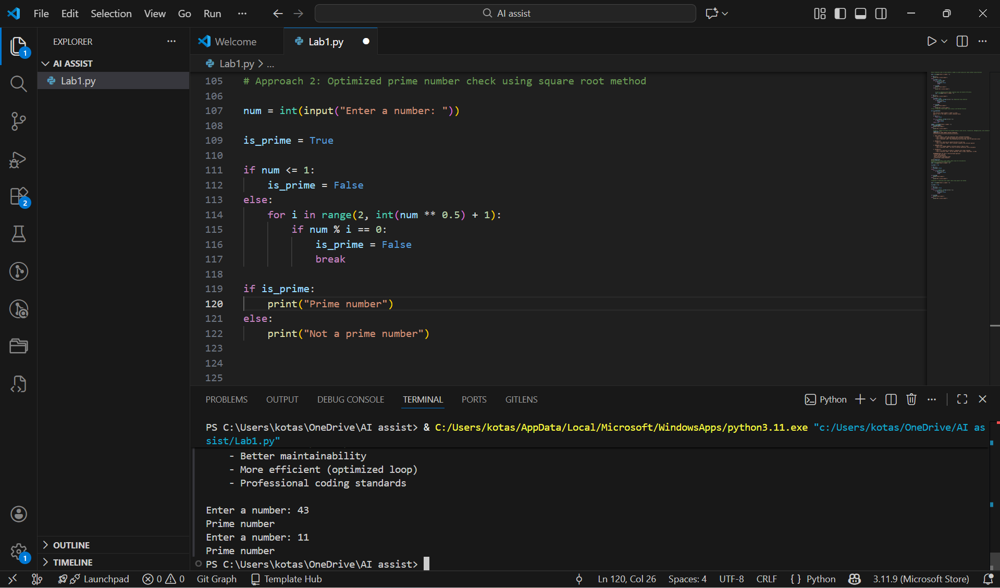 File Edit Selection View Go Run ··· AI assist
EXPLORER ···
Welcome Lab1.py
AI ASSIST
Lab1.py
Lab1.py > ...
105 # Approach 2: Optimized prime number check using square root method
106
107 num = int(input("Enter a number: "))
108
109 is_prime = True
110
111 if num <= 1:
112     is_prime = False
113 else:
114     for i in range(2, int(num ** 0.5) + 1):
115         if num % i == 0:
116             is_prime = False
117             break
118
119 if is_prime:
120     print("Prime number")
121 else:
122     print("Not a prime number")
123
124
125
1
2
1
OUTLINE
TIMELINE
PROBLEMS OUTPUT DEBUG CONSOLE TERMINAL PORTS GITLENS Python
PS C:\Users\kotas\OneDrive\AI assist> & C:/Users/kotas/AppData/Local/Microsoft/WindowsApps/python3.11.exe "c:/Users/kotas/OneDrive/AI as
sist/Lab1.py"
- Better maintainability
- More efficient (optimized loop)
- Professional coding standards
Enter a number: 43
Prime number
Enter a number: 11
Prime number
PS C:\Users\kotas\OneDrive\AI assist>
Launchpad 0 0 Git Graph Template Hub Ln 120, Col 26 Spaces: 4 UTF-8 CRLF { } Python 3.11.9 (Microsoft Store)